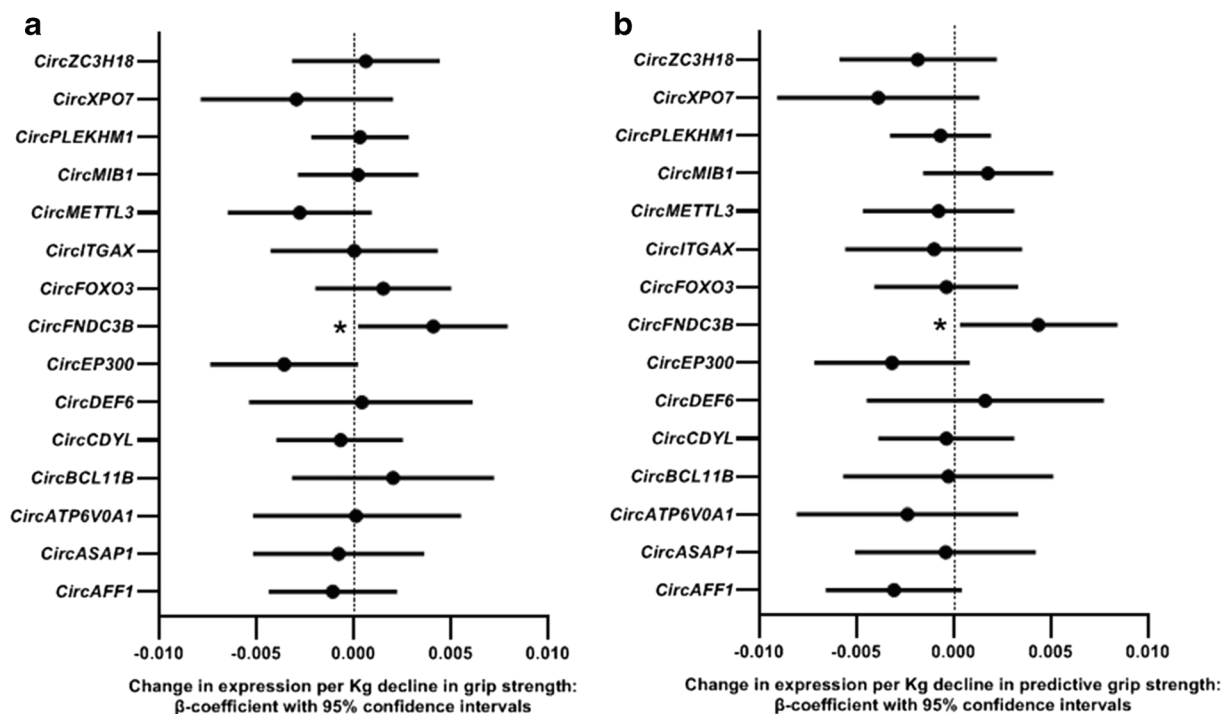 a
CircZC3H18
CircXPO7
CircPLEKHM1
CircMIB1
CircMETTL3
CircITGAX
CircFOXO3
CircFNDC3B
*
CircEP300
CircDEF6
CircCDYL
CircBCL11B
CircATP6V0A1
CircASAP1
CircAFF1
-0.010 -0.005 0.000 0.005 0.010
Change in expression per Kg decline in grip strength:
β-coefficient with 95% confidence intervals
b
CircZC3H18
CircXPO7
CircPLEKHM1
CircMIB1
CircMETTL3
CircITGAX
CircFOXO3
CircFNDC3B
*
CircEP300
CircDEF6
CircCDYL
CircBCL11B
CircATP6V0A1
CircASAP1
CircAFF1
-0.010 -0.005 0.000 0.005 0.010
Change in expression per Kg decline in predictive grip strength:
β-coefficient with 95% confidence intervals